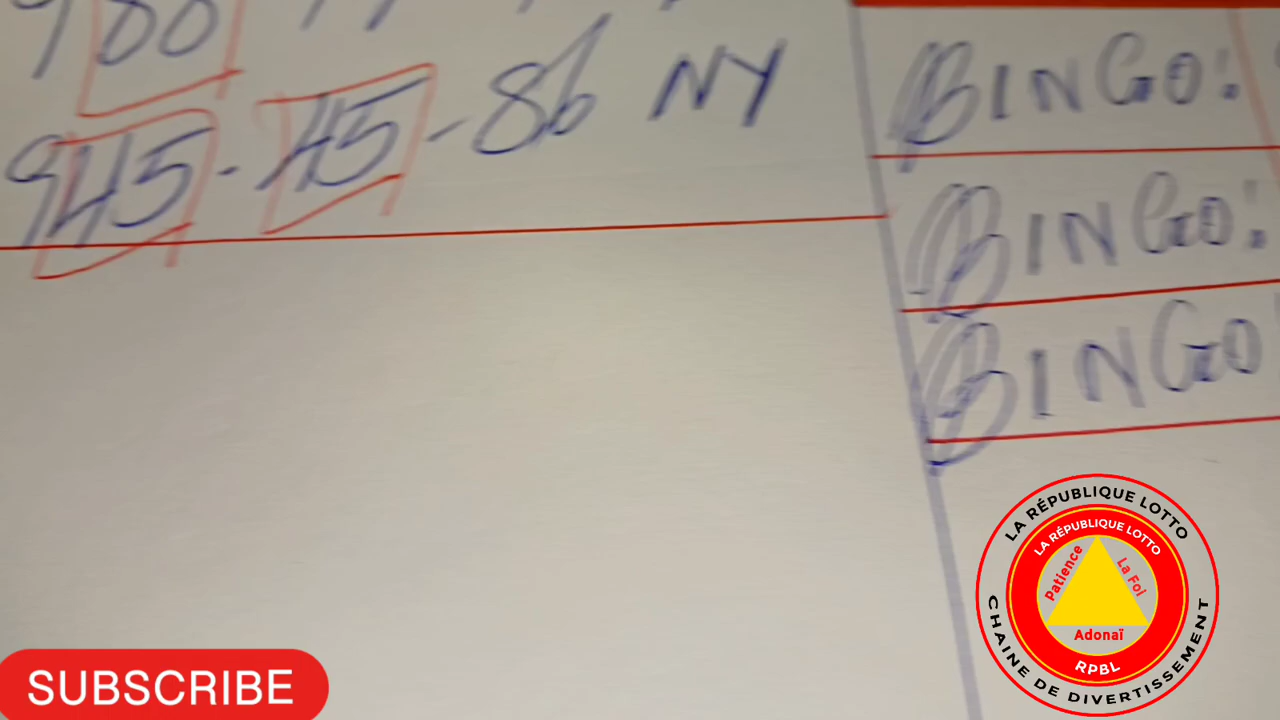 945-45-86 NY
BINGO!
BINGO!
BINGO
LA RÉPUBLIQUE LOTTO
LA RÉPUBLIQUE LOTTO
Patience
La Foi
Adonaï
RPBL
CHAINE DE DIVERTISSEMENT
SUBSCRIBE